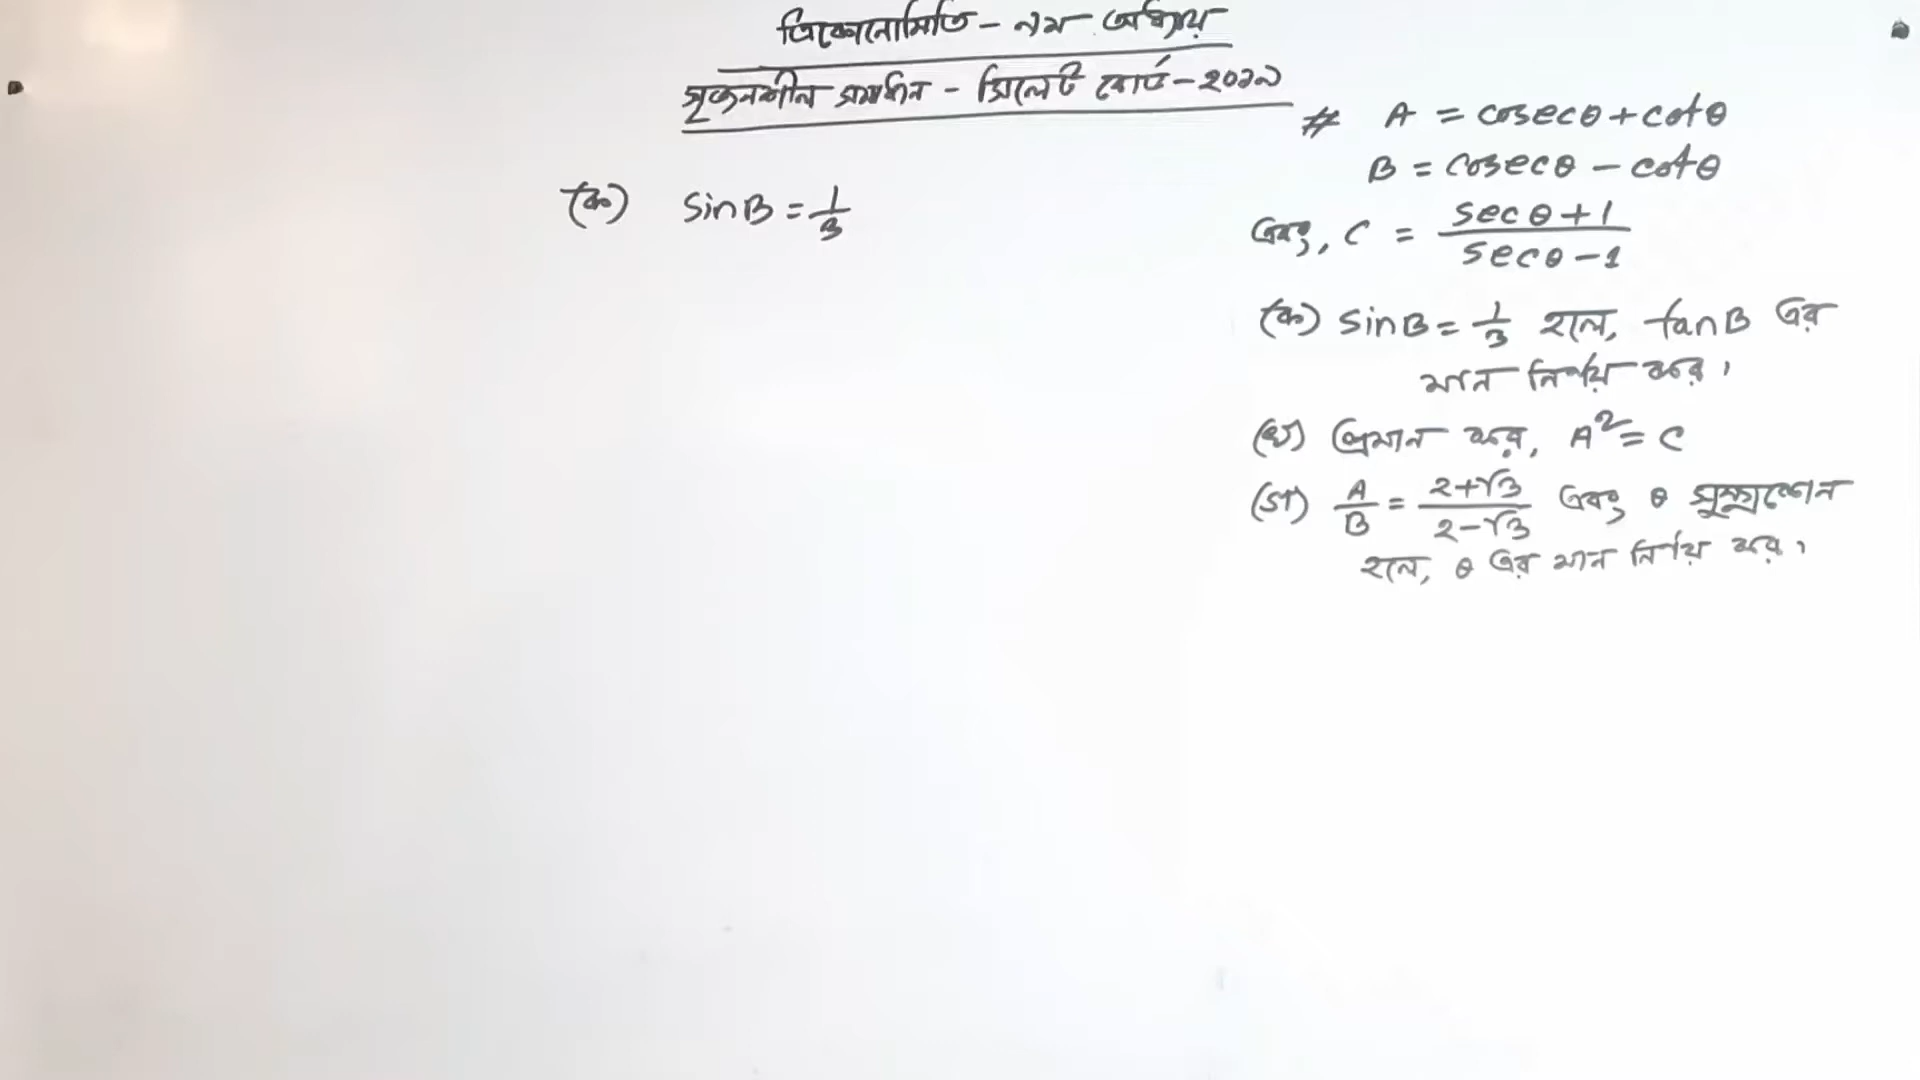 ত্রিকোনোমিতি - ৯ম অধ্যায়
সৃজনশীল সমাধান - সিলেট বোর্ড - ২০১৯
# A = cosecθ + cotθ
B = cosecθ - cotθ
এবং, C = (secθ + 1)/(secθ - 1)
(ক) sinB = 1/3 হলে, tanB এর
মান নির্ণয় কর।
(খ) প্রমান কর, A² = C
(গ) A/B = (2+√3)/(2-√3) এবং θ সূক্ষ্মকোন
হলে, θ এর মান নির্ণয় কর।
(ক) sinB = 1/3